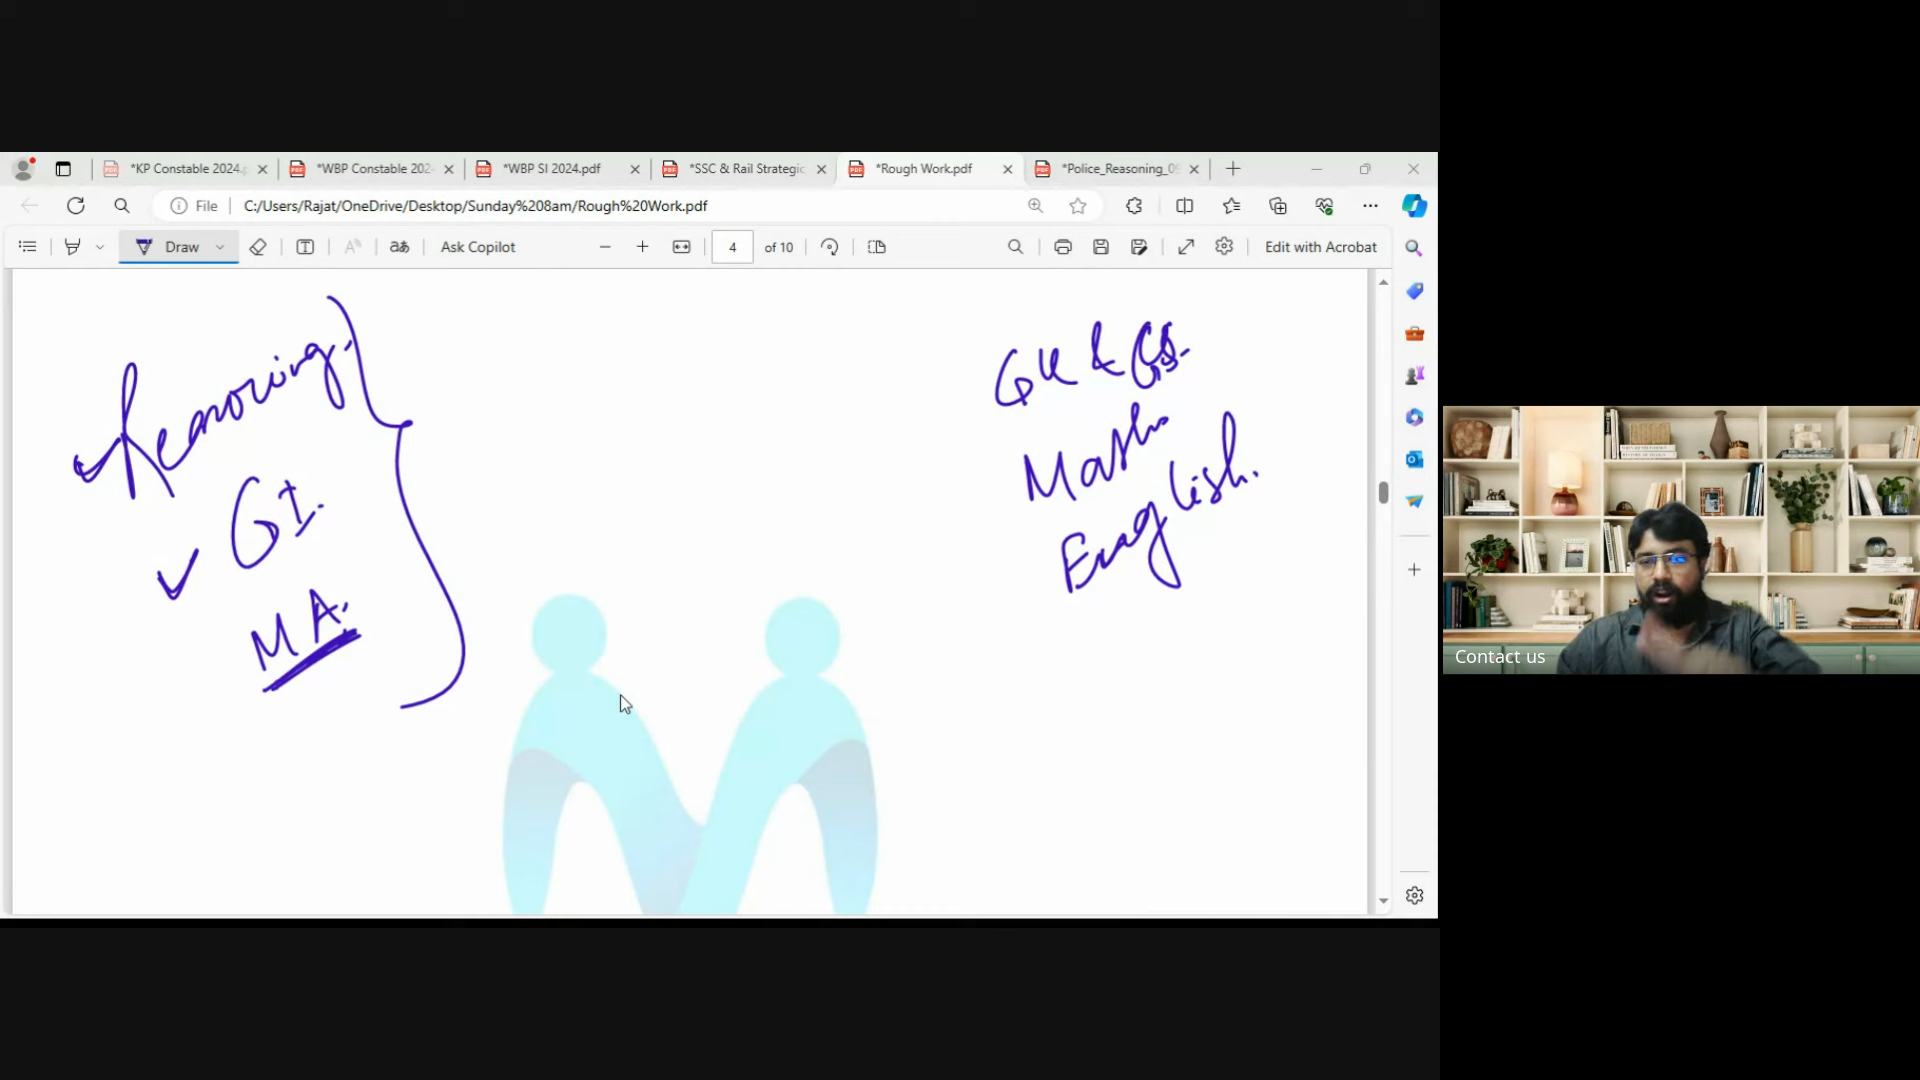 *KP Constable 2024.p
*WBP Constable 202
*WBP SI 2024.pdf
*SSC & Rail Strategic
*Rough Work.pdf
*Police_Reasoning_09
File
C:/Users/Rajat/OneDrive/Desktop/Sunday%208am/Rough%20Work.pdf
Draw
Ask Copilot
4 of 10
Edit with Acrobat
Reasoning.
GI.
MA.
GK & GS.
Maths
English.
Contact us